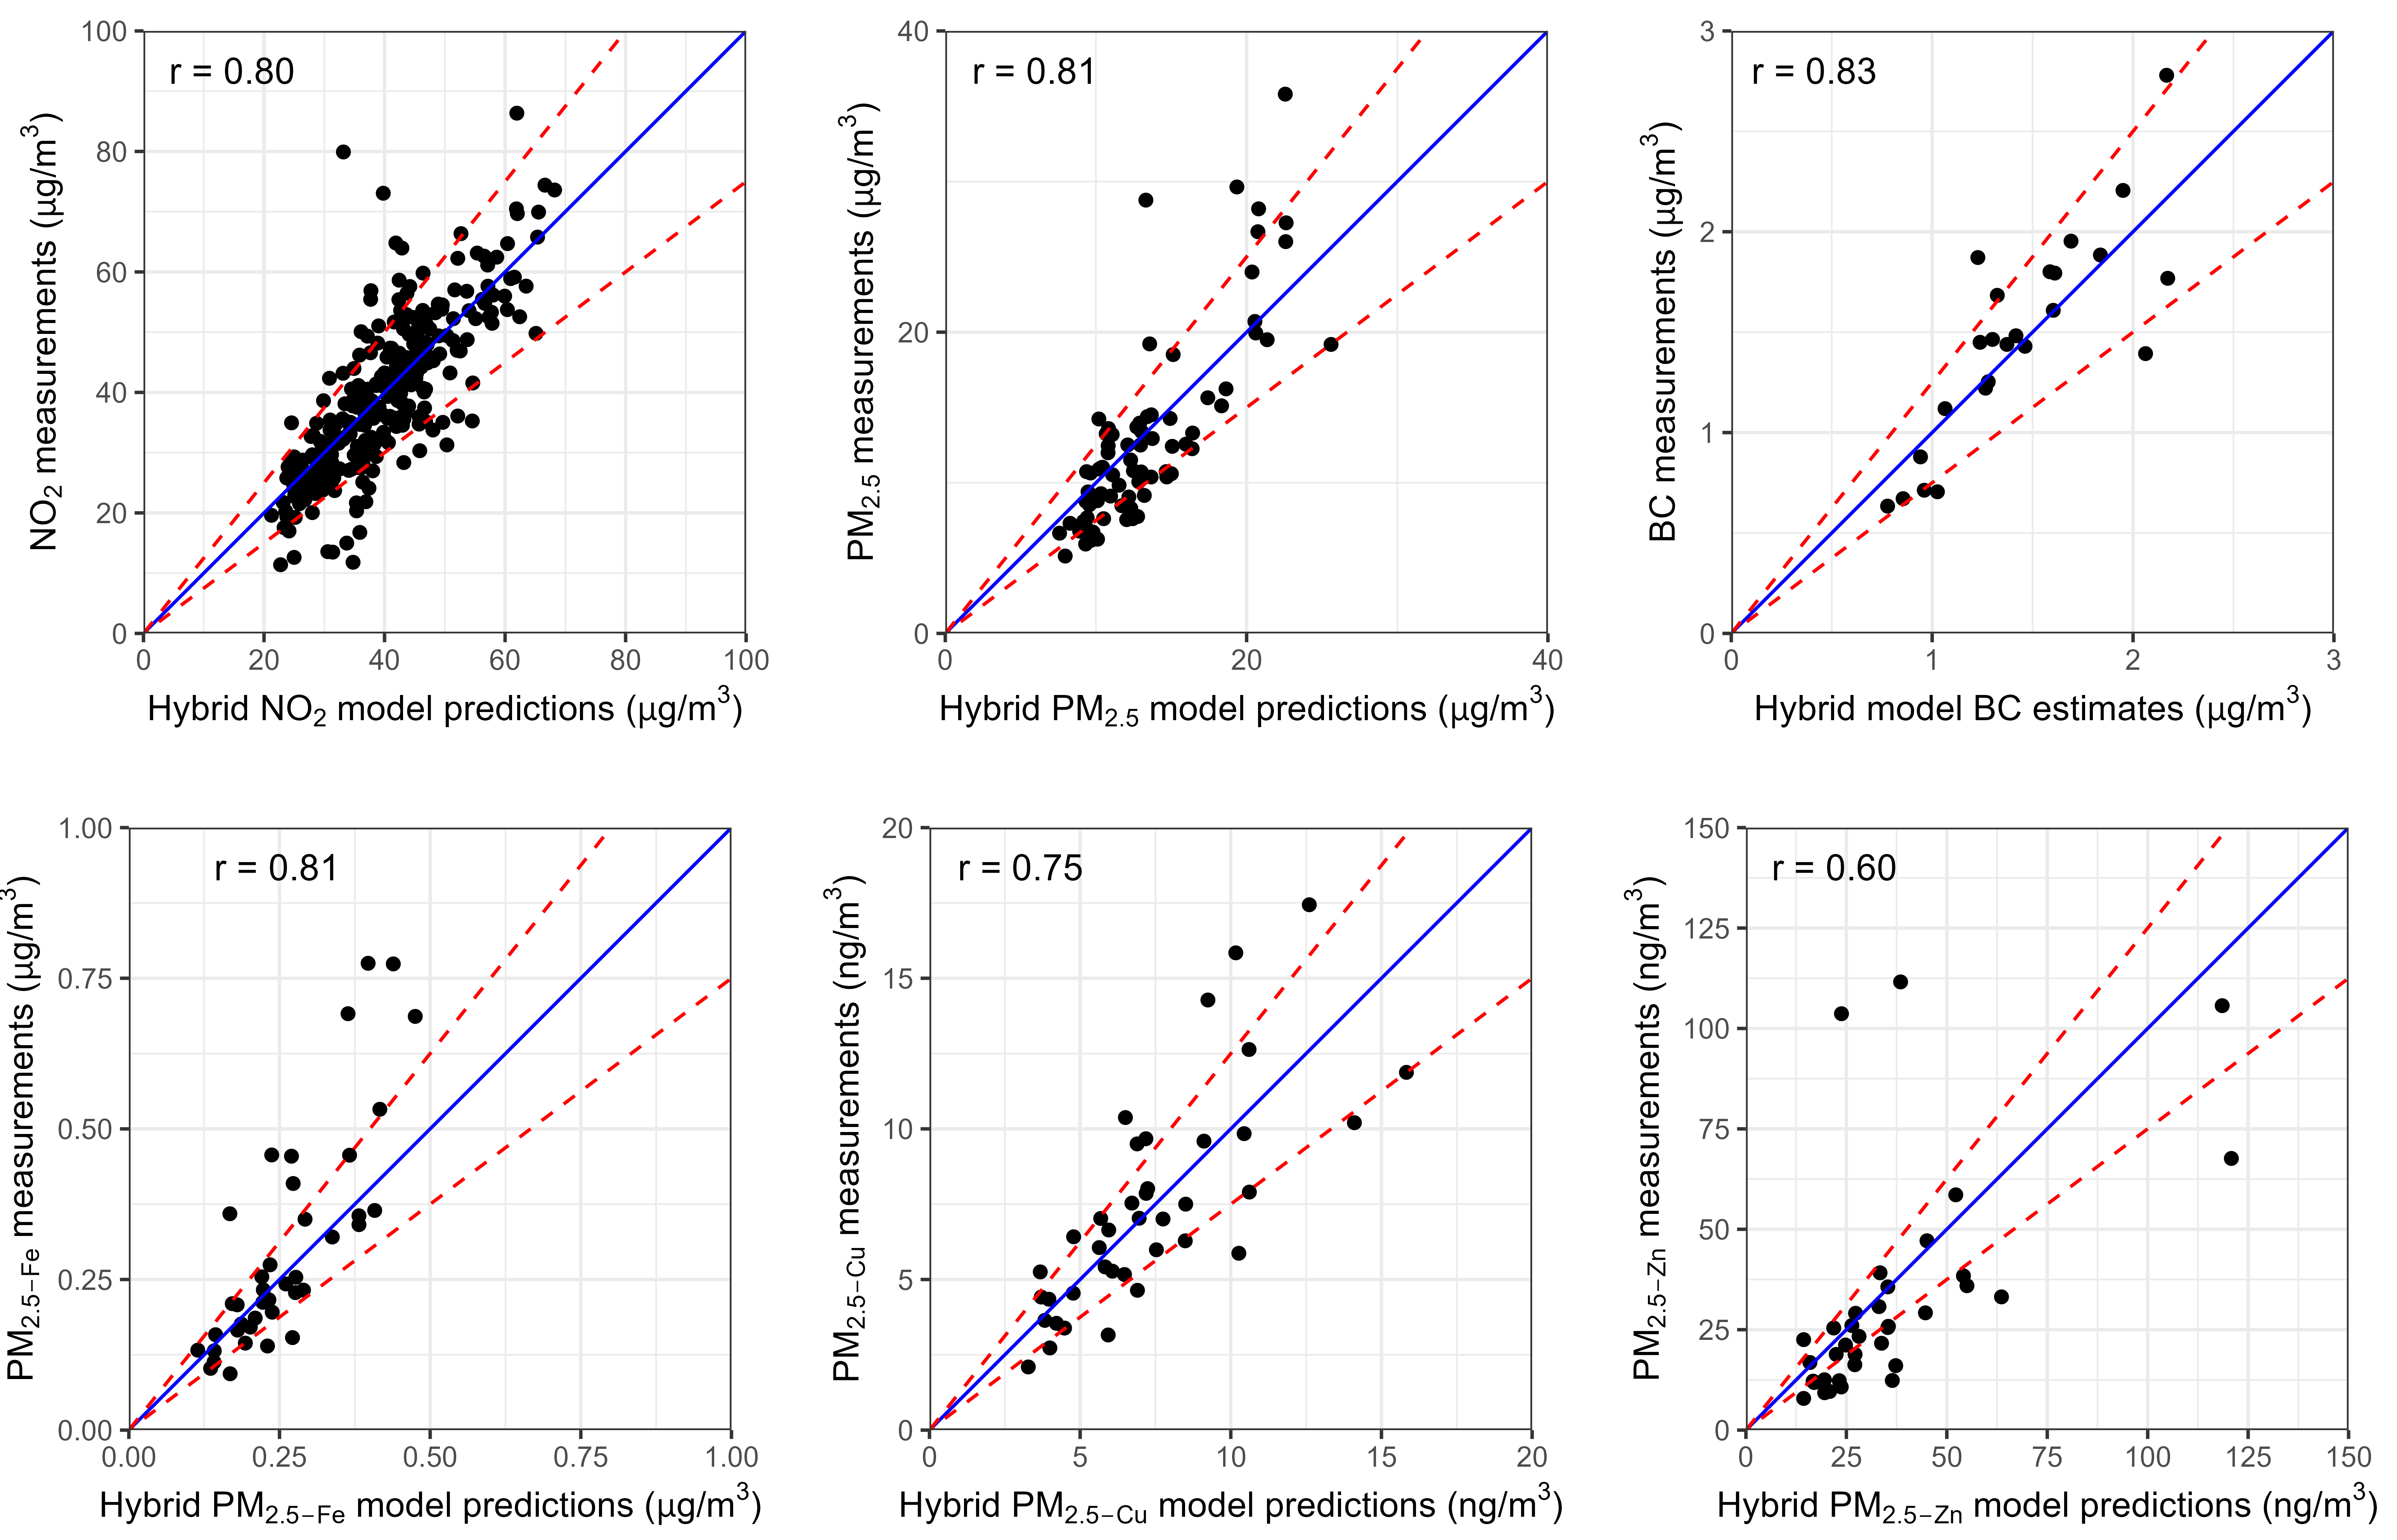 r = 0.80
NO2 measurements (µg/m3)
100
80
60
40
20
0
0 20 40 60 80 100
Hybrid NO2 model predictions (µg/m3)
r = 0.81
PM2.5 measurements (µg/m3)
40
20
0
0 20 40
Hybrid PM2.5 model predictions (µg/m3)
r = 0.83
BC measurements (µg/m3)
3
2
1
0
0 1 2 3
Hybrid model BC estimates (µg/m3)
r = 0.81
PM2.5−Fe measurements (µg/m3)
1.00
0.75
0.50
0.25
0.00
0.00 0.25 0.50 0.75 1.00
Hybrid PM2.5−Fe model predictions (µg/m3)
r = 0.75
PM2.5−Cu measurements (ng/m3)
20
15
10
5
0
0 5 10 15 20
Hybrid PM2.5−Cu model predictions (ng/m3)
r = 0.60
PM2.5−Zn measurements (ng/m3)
150
125
100
75
50
25
0
0 25 50 75 100 125 150
Hybrid PM2.5−Zn model predictions (ng/m3)